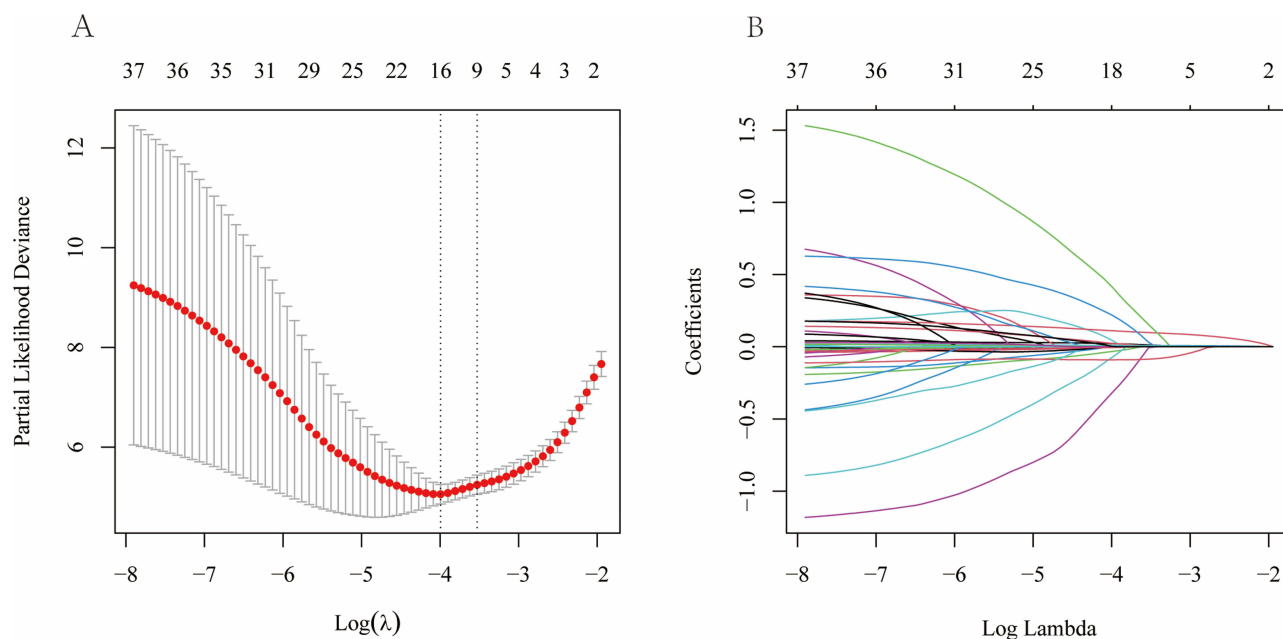 A
37 36 35 31 29 25 22 16 9 5 4 3 2
12
10
8
6
Partial Likelihood Deviance
−8 −7 −6 −5 −4 −3 −2
Log(λ)
B
37 36 31 25 18 5 2
1.5
1.0
0.5
0.0
−0.5
−1.0
Coefficients
−8 −7 −6 −5 −4 −3 −2
Log Lambda